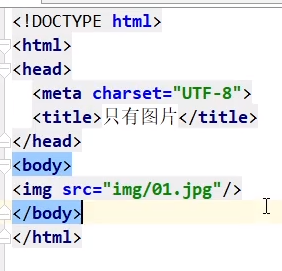 <!DOCTYPE html>
<html>
<head>
<meta charset="UTF-8">
<title>只有图片</title>
</head>
<body>
<img src="img/01.jpg"/>
</body>
</html>